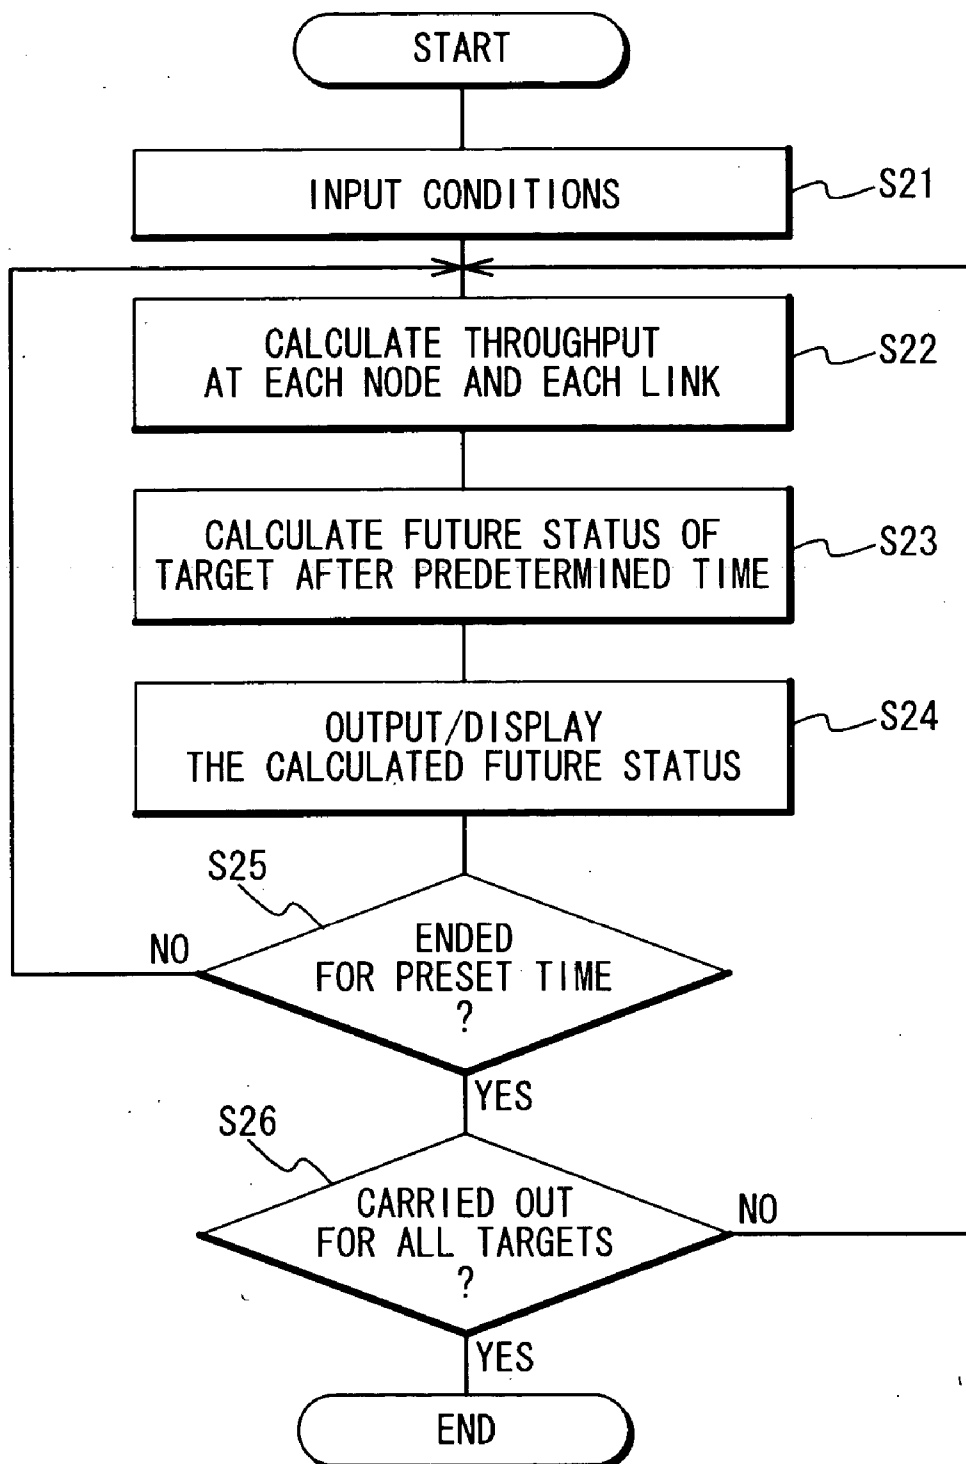 START
INPUT CONDITIONS
S21
CALCULATE THROUGHPUT
AT EACH NODE AND EACH LINK
S22
CALCULATE FUTURE STATUS OF
TARGET AFTER PREDETERMINED TIME
S23
OUTPUT/DISPLAY
THE CALCULATED FUTURE STATUS
S24
S25
NO
ENDED
FOR PRESET TIME
?
YES
S26
CARRIED OUT
FOR ALL TARGETS
?
NO
YES
END